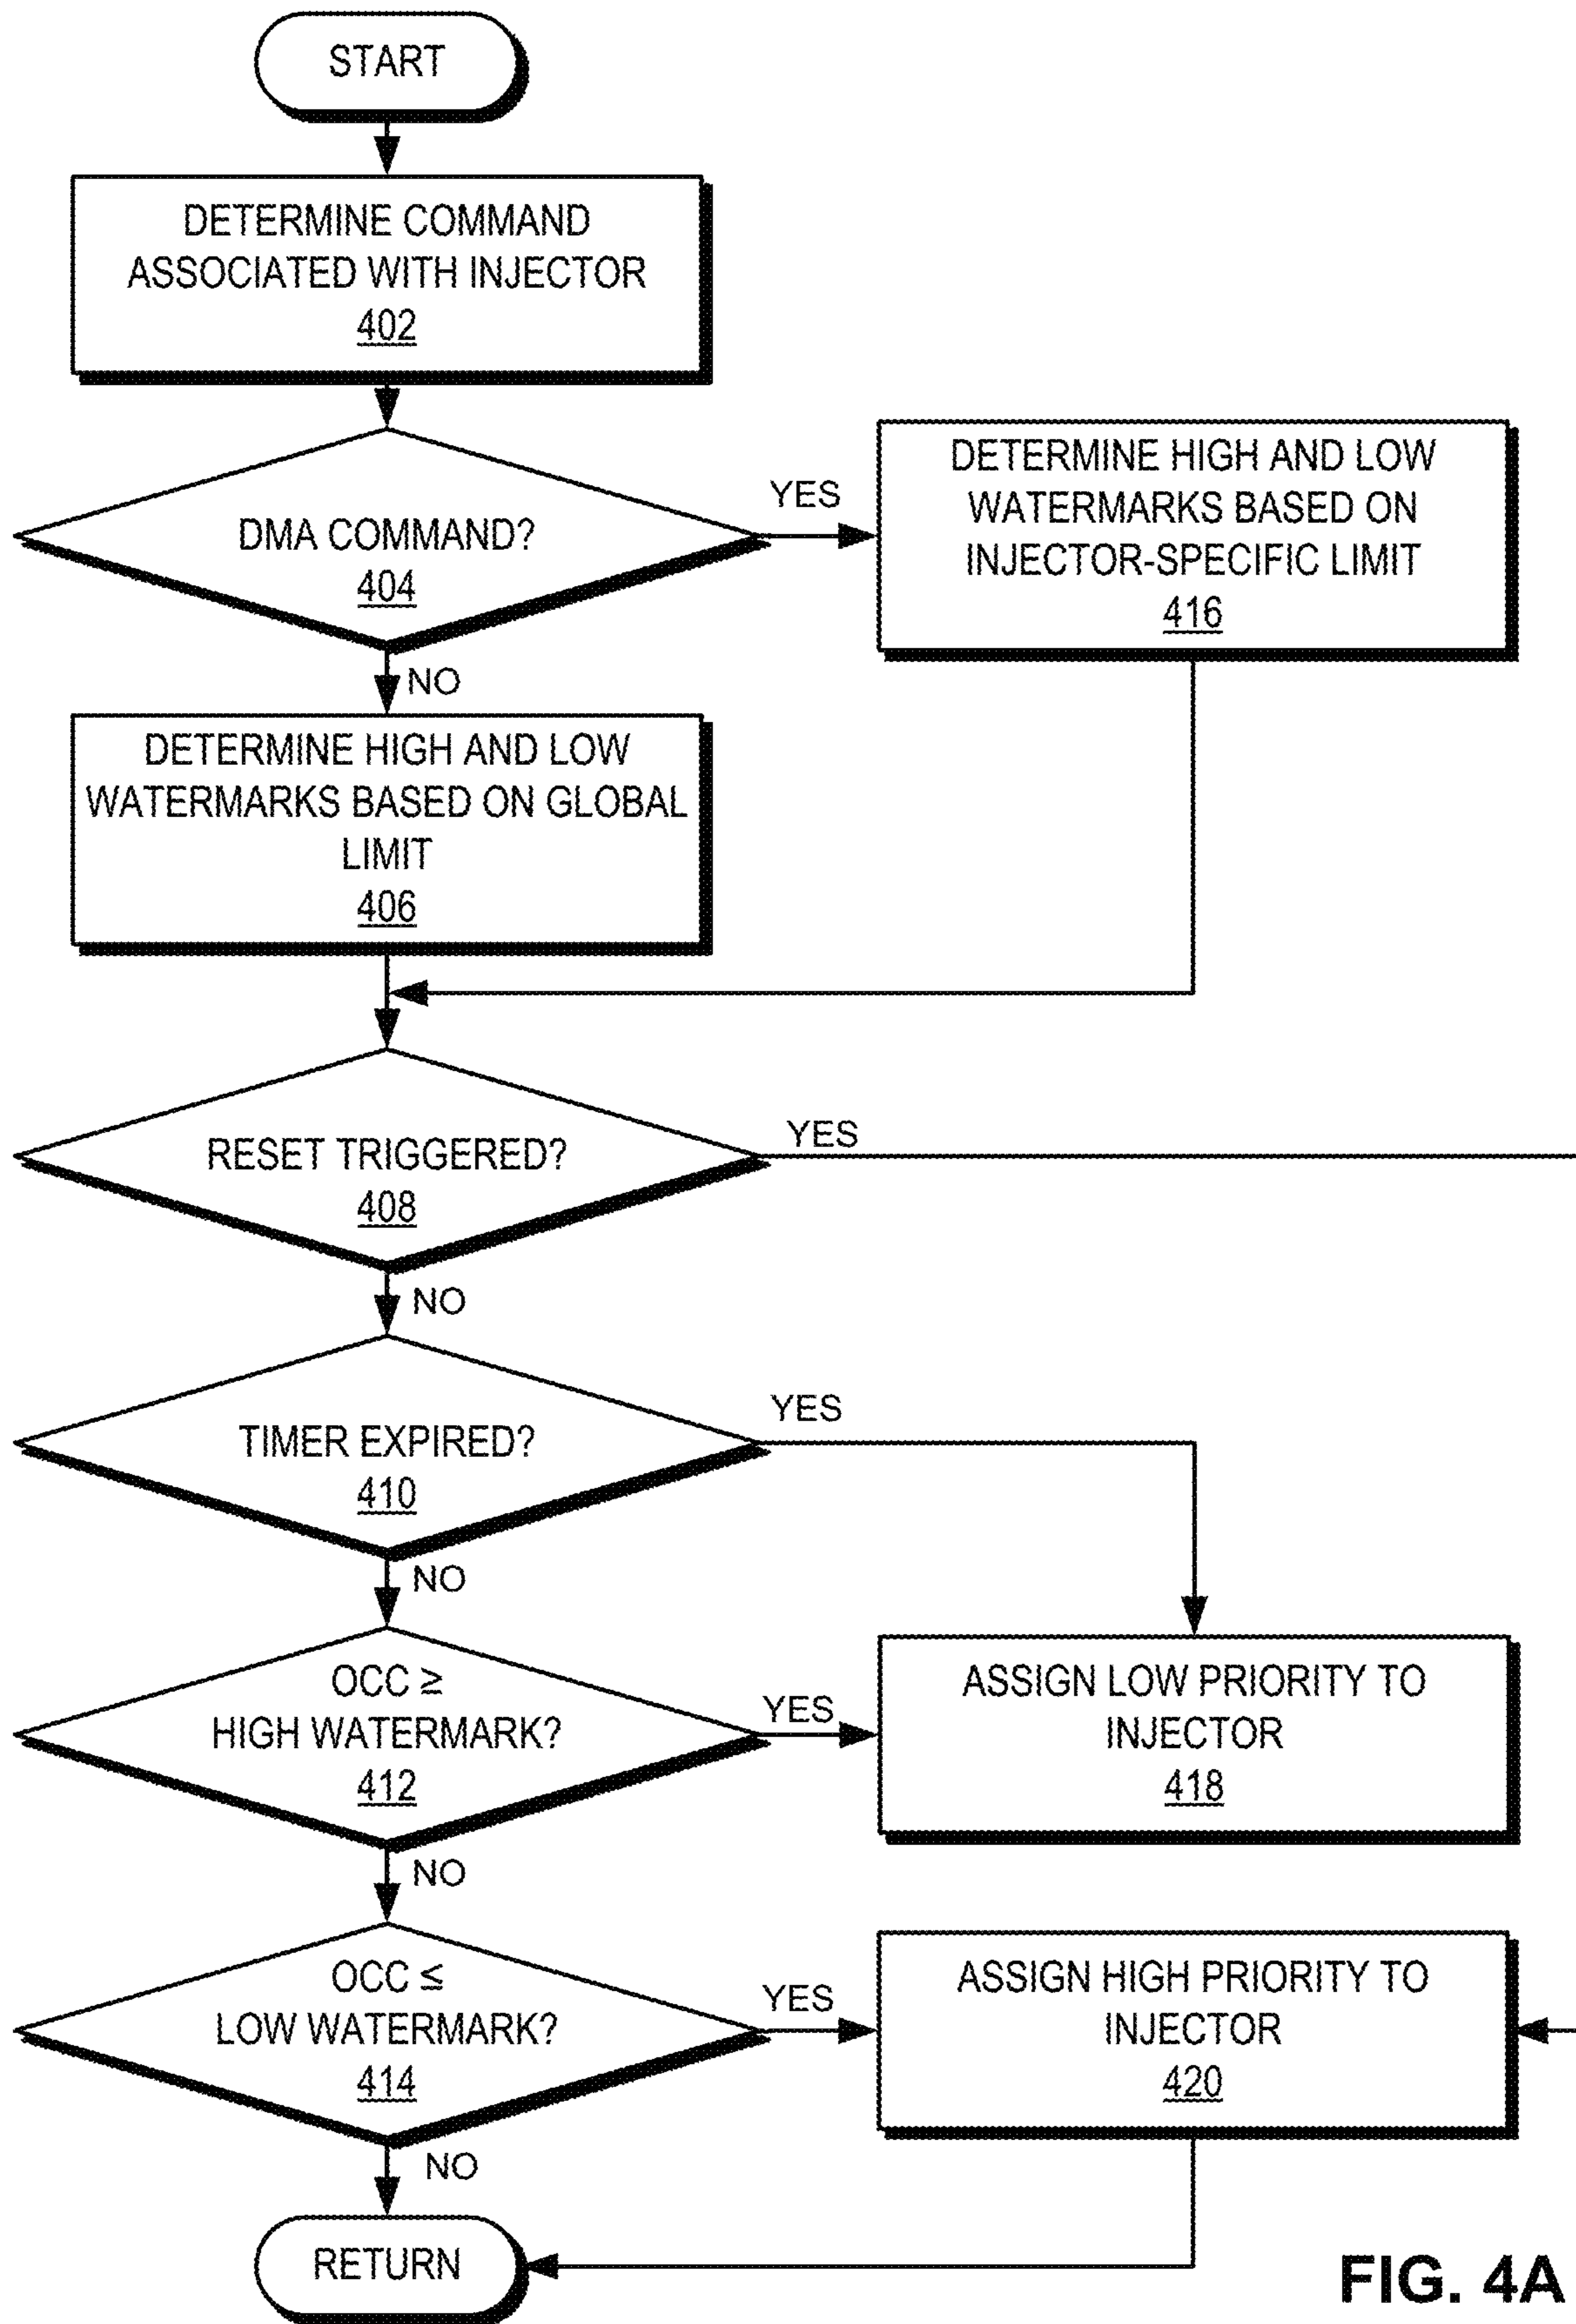 START
DETERMINE COMMAND
ASSOCIATED WITH INJECTOR
402
DMA COMMAND?
404
YES
DETERMINE HIGH AND LOW
WATERMARKS BASED ON
INJECTOR-SPECIFIC LIMIT
416
NO
DETERMINE HIGH AND LOW
WATERMARKS BASED ON GLOBAL
LIMIT
406
RESET TRIGGERED?
408
YES
NO
TIMER EXPIRED?
410
YES
NO
OCC ≥
HIGH WATERMARK?
412
YES
ASSIGN LOW PRIORITY TO
INJECTOR
418
NO
OCC ≤
LOW WATERMARK?
414
YES
ASSIGN HIGH PRIORITY TO
INJECTOR
420
NO
RETURN
FIG. 4A